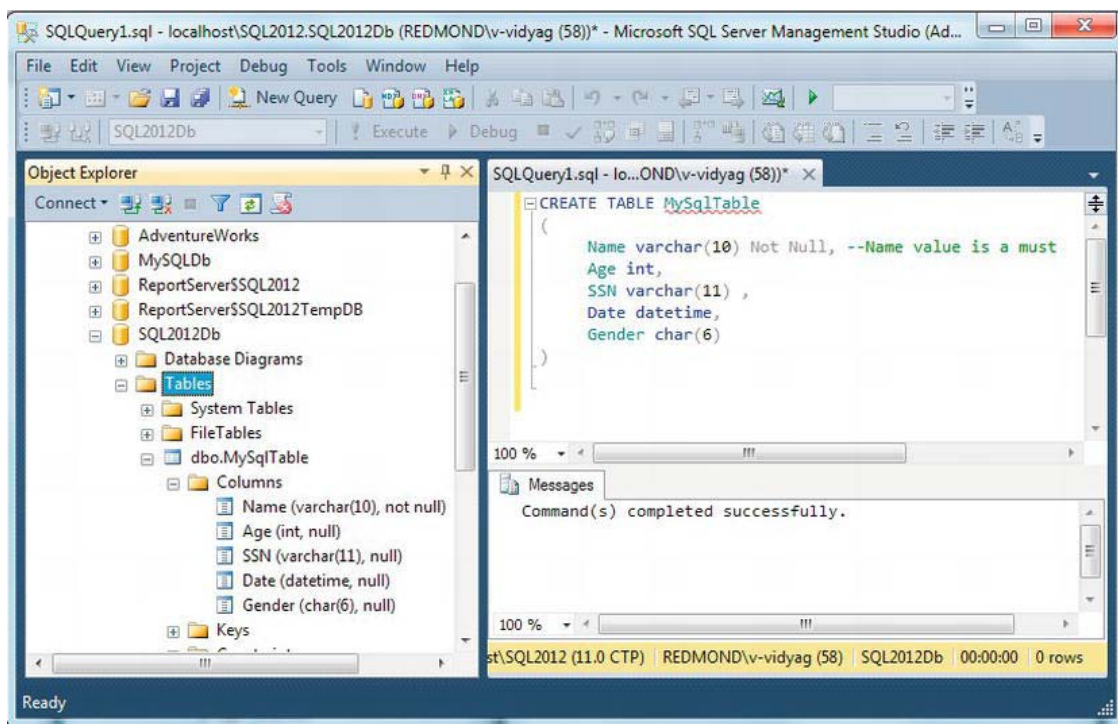 SQLQuery1.sql - localhost\SQL2012.SQL2012Db (REDMOND\v-vidyag (58))* - Microsoft SQL Server Management Studio (Ad...
File Edit View Project Debug Tools Window Help
New Query
SQL2012Db
Execute
Debug
Object Explorer
Connect
AdventureWorks
MySQLDb
ReportServer$SQL2012
ReportServer$SQL2012TempDB
SQL2012Db
Database Diagrams
Tables
System Tables
FileTables
dbo.MySqlTable
Columns
Name (varchar(10), not null)
Age (int, null)
SSN (varchar(11), null)
Date (datetime, null)
Gender (char(6), null)
Keys
SQLQuery1.sql - lo...OND\v-vidyag (58))*
CREATE TABLE MySqlTable
(
Name varchar(10) Not Null, --Name value is a must
Age int,
SSN varchar(11) ,
Date datetime,
Gender char(6)
)
100 %
Messages
Command(s) completed successfully.
100 %
st\SQL2012 (11.0 CTP) REDMOND\v-vidyag (58) SQL2012Db 00:00:00 0 rows
Ready